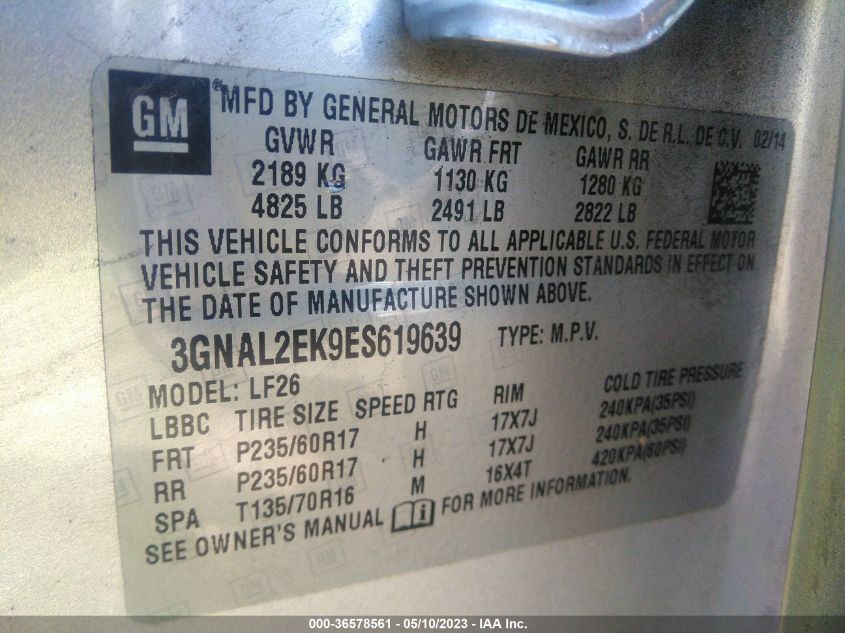 GM ® MFD BY GENERAL MOTORS DE MEXICO, S. DE R.L. DE C.V. 02/14
GVWR GAWR FRT GAWR RR
2189 KG 1130 KG 1280 KG
4825 LB 2491 LB 2822 LB
THIS VEHICLE CONFORMS TO ALL APPLICABLE U.S. FEDERAL MOTOR
VEHICLE SAFETY AND THEFT PREVENTION STANDARDS IN EFFECT ON
THE DATE OF MANUFACTURE SHOWN ABOVE.
3GNAL2EK9ES619639 TYPE: M.P.V.
MODEL: LF26
LBBC TIRE SIZE SPEED RTG RIM COLD TIRE PRESSURE
FRT P235/60R17 H 17X7J 240KPA(35PSI)
RR P235/60R17 H 17X7J 240KPA(35PSI)
SPA T135/70R16 M 16X4T 420KPA(60PSI)
SEE OWNER'S MANUAL FOR MORE INFORMATION.
000-36578561 - 05/10/2023 - IAA Inc.